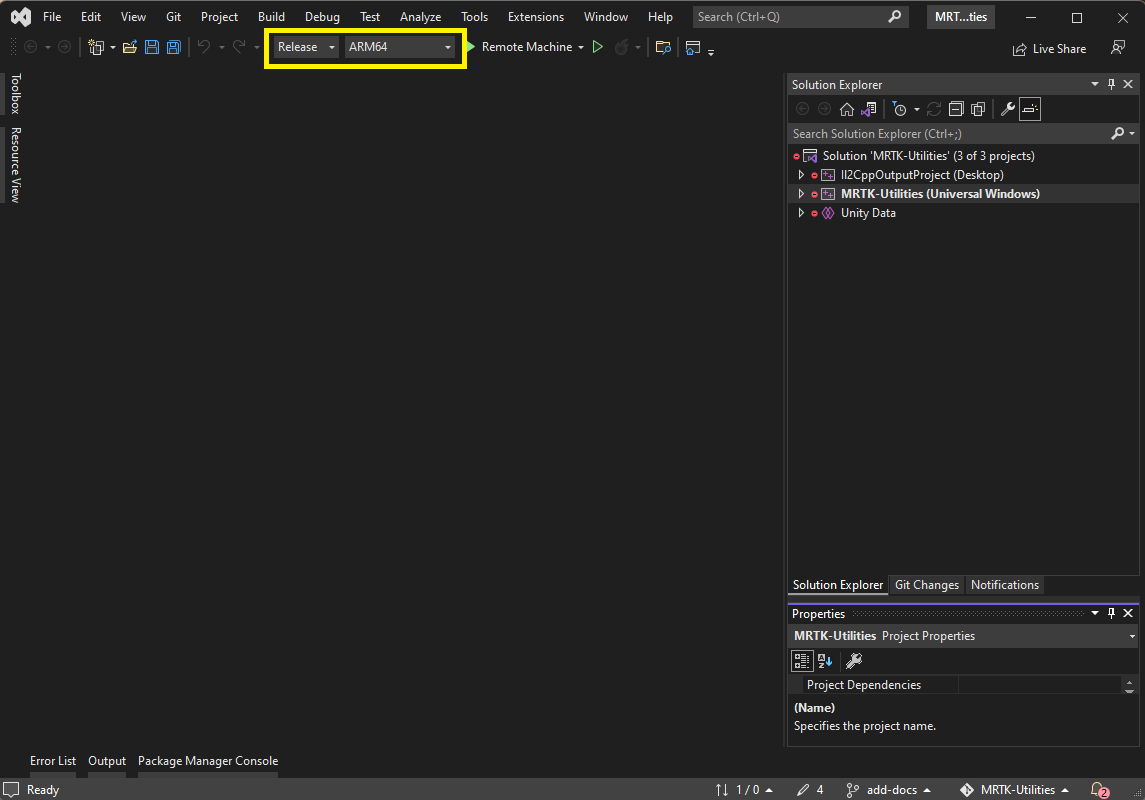 File Edit View Git Project Build Debug Test Analyze Tools Extensions Window Help Search (Ctrl+Q) MRT...ties
Release ARM64 Remote Machine Live Share
Toolbox
Resource View
Solution Explorer
Search Solution Explorer (Ctrl+;)
Solution 'MRTK-Utilities' (3 of 3 projects)
Il2CppOutputProject (Desktop)
MRTK-Utilities (Universal Windows)
Unity Data
Solution Explorer Git Changes Notifications
Properties
MRTK-Utilities Project Properties
Project Dependencies
(Name)
Specifies the project name.
Error List Output Package Manager Console
Ready 1 / 0 4 add-docs MRTK-Utilities 2